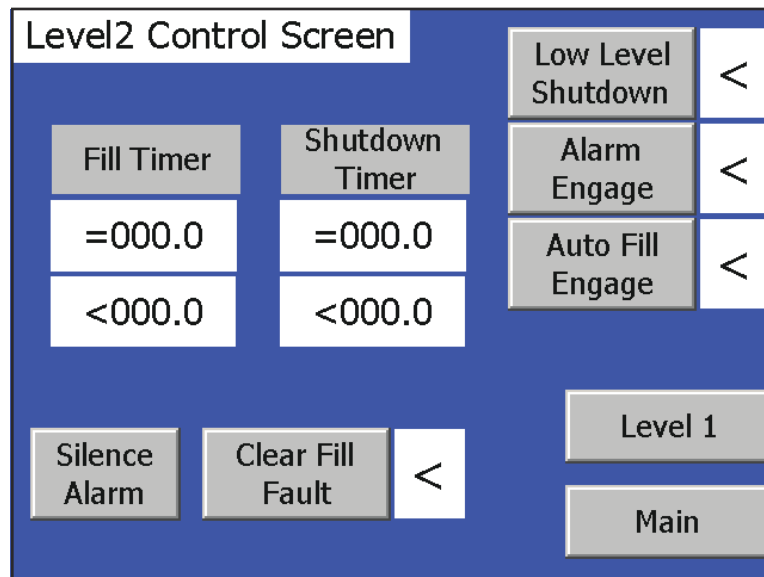 Level2 Control Screen
Low Level
Shutdown
<
Fill Timer
Shutdown
Timer
Alarm
Engage
<
=000.0
=000.0
Auto Fill
Engage
<
<000.0
<000.0
Level 1
Silence
Alarm
Clear Fill
Fault
<
Main